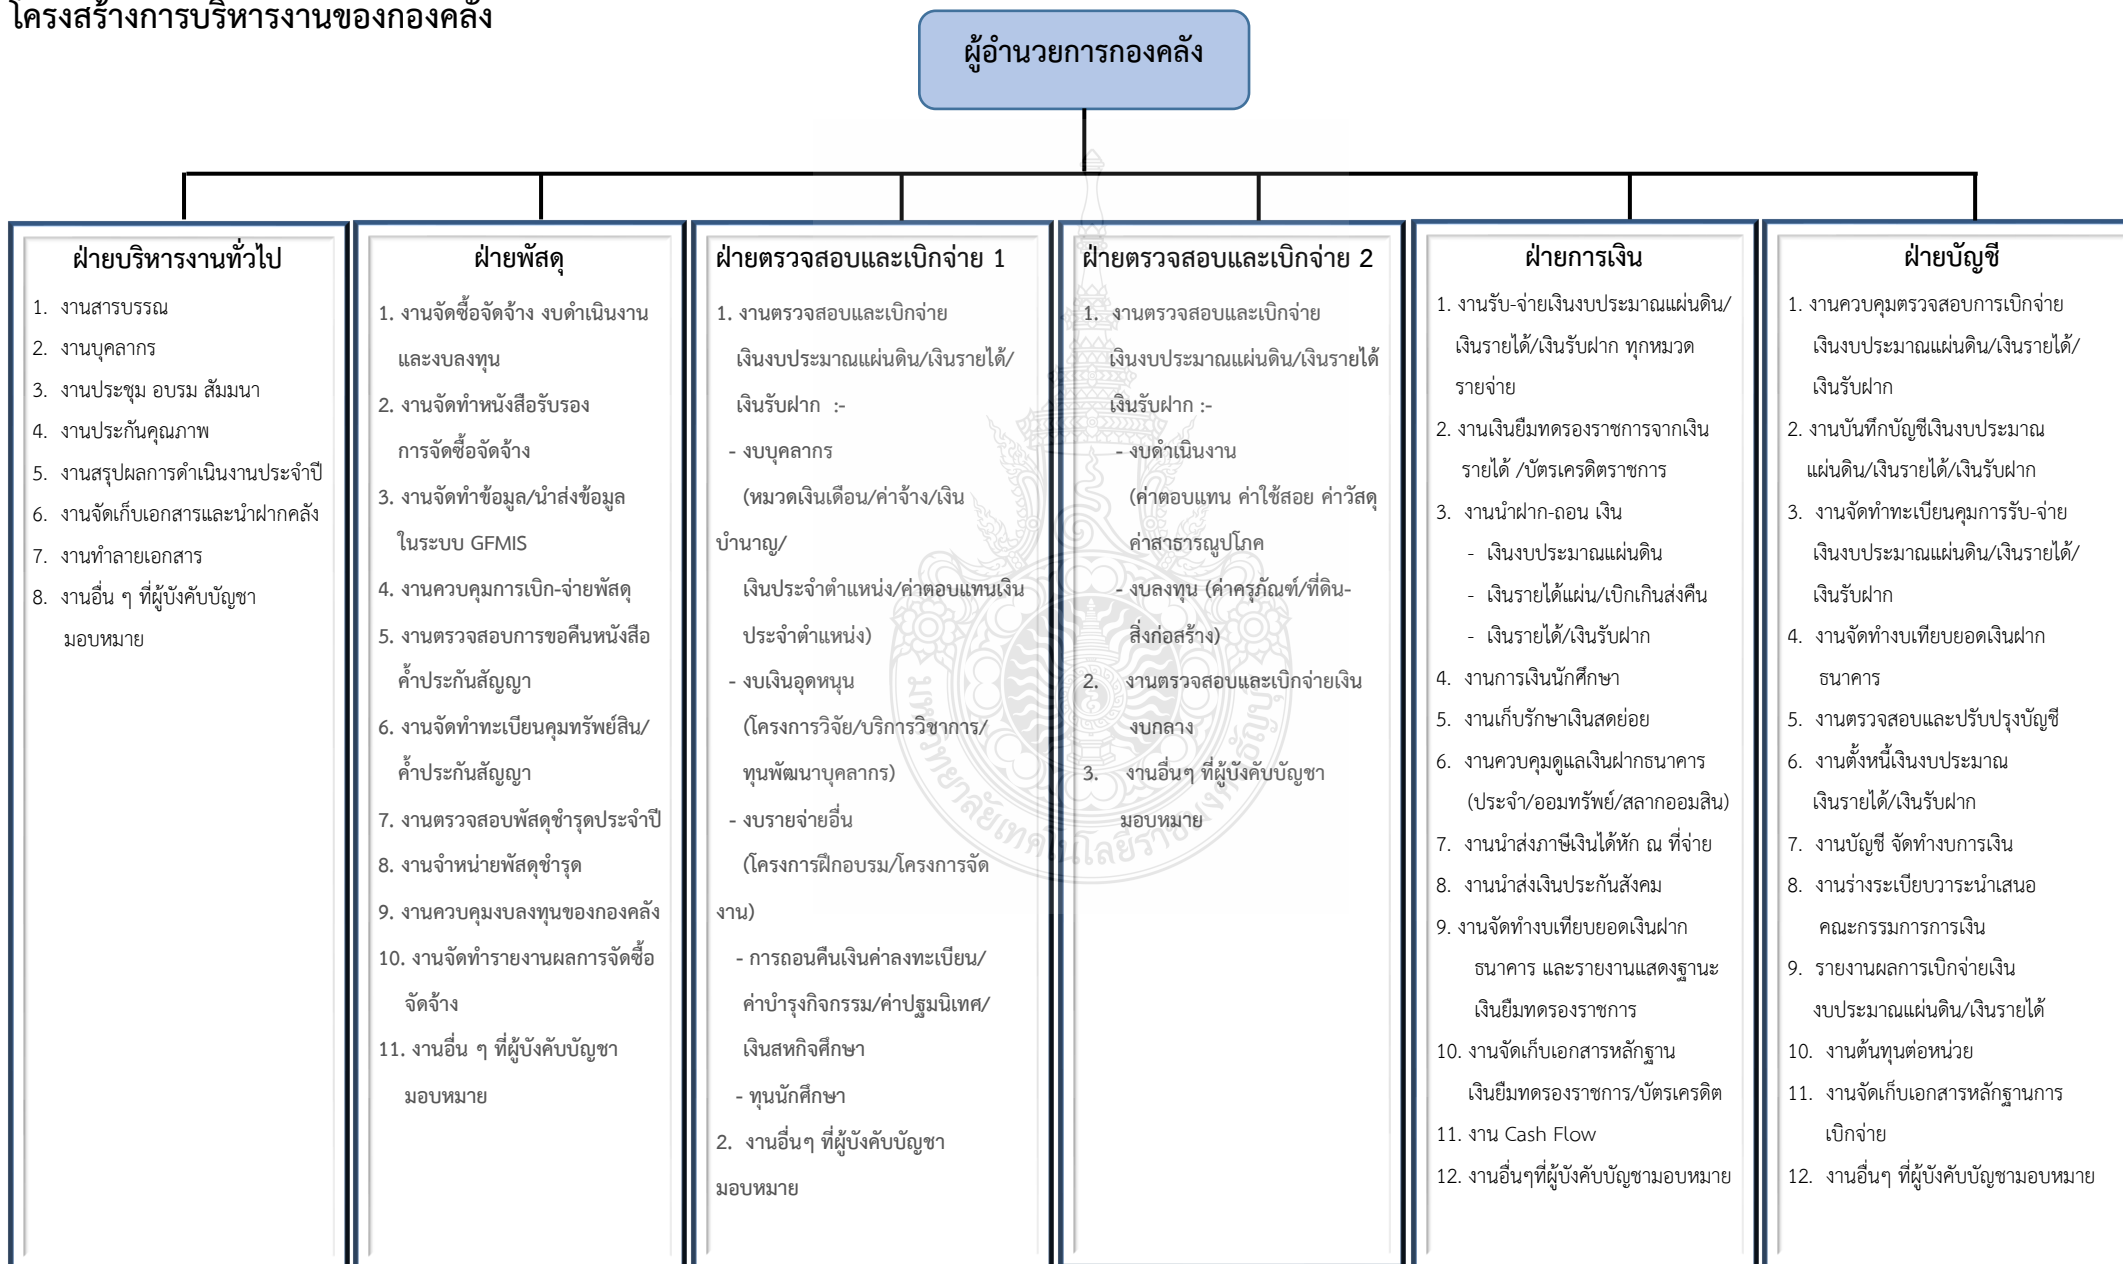 โครงสร้างการบริหารงานของกองคลัง
ผู้อำนวยการกองคลัง
ฝ่ายบริหารงานทั่วไป
1. งานสารบรรณ
2. งานบุคลากร
3. งานประชุม อบรม สัมมนา
4. งานประกันคุณภาพ
5. งานสรุปผลการดำเนินงานประจำปี
6. งานจัดเก็บเอกสารและนำฝากคลัง
7. งานทำลายเอกสาร
8. งานอื่น ๆ ที่ผู้บังคับบัญชา
มอบหมาย
ฝ่ายพัสดุ
1. งานจัดซื้อจัดจ้าง งบดำเนินงาน
และงบลงทุน
2. งานจัดทำหนังสือรับรอง
การจัดซื้อจัดจ้าง
3. งานจัดทำข้อมูล/นำส่งข้อมูล
ในระบบ GFMIS
4. งานควบคุมการเบิก-จ่ายพัสดุ
5. งานตรวจสอบการขอคืนหนังสือ
ค้ำประกันสัญญา
6. งานจัดทำทะเบียนคุมทรัพย์สิน/
ค้ำประกันสัญญา
7. งานตรวจสอบพัสดุชำรุดประจำปี
8. งานจำหน่ายพัสดุชำรุด
9. งานควบคุมงบลงทุนของกองคลัง
10. งานจัดทำรายงานผลการจัดซื้อ
จัดจ้าง
11. งานอื่น ๆ ที่ผู้บังคับบัญชา
มอบหมาย
ฝ่ายตรวจสอบและเบิกจ่าย 1
1. งานตรวจสอบและเบิกจ่าย
เงินงบประมาณแผ่นดิน/เงินรายได้/
เงินรับฝาก :-
- งบบุคลากร
(หมวดเงินเดือน/ค่าจ้าง/เงิน
บำนาญ/
เงินประจำตำแหน่ง/ค่าตอบแทนเงิน
ประจำตำแหน่ง)
- งบเงินอุดหนุน
(โครงการวิจัย/บริการวิชาการ/
ทุนพัฒนาบุคลากร)
- งบรายจ่ายอื่น
(โครงการฝึกอบรม/โครงการจัด
งาน)
- การถอนคืนเงินค่าลงทะเบียน/
ค่าบำรุงกิจกรรม/ค่าปฐมนิเทศ/
เงินสหกิจศึกษา
- ทุนนักศึกษา
2. งานอื่นๆ ที่ผู้บังคับบัญชา
มอบหมาย
ฝ่ายตรวจสอบและเบิกจ่าย 2
1. งานตรวจสอบและเบิกจ่าย
เงินงบประมาณแผ่นดิน/เงินรายได้
เงินรับฝาก :-
- งบดำเนินงาน
(ค่าตอบแทน ค่าใช้สอย ค่าวัสดุ
ค่าสาธารณูปโภค
- งบลงทุน (ค่าครุภัณฑ์/ที่ดิน-
สิ่งก่อสร้าง)
2. งานตรวจสอบและเบิกจ่ายเงิน
งบกลาง
3. งานอื่นๆ ที่ผู้บังคับบัญชา
มอบหมาย
มหาวิทยาลัยเทคโนโลยีราชมงคลธัญบุรี
ฝ่ายการเงิน
1. งานรับ-จ่ายเงินงบประมาณแผ่นดิน/
เงินรายได้/เงินรับฝาก ทุกหมวด
รายจ่าย
2. งานเงินยืมทดรองราชการจากเงิน
รายได้ /บัตรเครดิตราชการ
3. งานนำฝาก-ถอน เงิน
- เงินงบประมาณแผ่นดิน
- เงินรายได้แผ่น/เบิกเกินส่งคืน
- เงินรายได้/เงินรับฝาก
4. งานการเงินนักศึกษา
5. งานเก็บรักษาเงินสดย่อย
6. งานควบคุมดูแลเงินฝากธนาคาร
(ประจำ/ออมทรัพย์/สลากออมสิน)
7. งานนำส่งภาษีเงินได้หัก ณ ที่จ่าย
8. งานนำส่งเงินประกันสังคม
9. งานจัดทำงบเทียบยอดเงินฝาก
ธนาคาร และรายงานแสดงฐานะ
เงินยืมทดรองราชการ
10. งานจัดเก็บเอกสารหลักฐาน
เงินยืมทดรองราชการ/บัตรเครดิต
11. งาน Cash Flow
12. งานอื่นๆที่ผู้บังคับบัญชามอบหมาย
ฝ่ายบัญชี
1. งานควบคุมตรวจสอบการเบิกจ่าย
เงินงบประมาณแผ่นดิน/เงินรายได้/
เงินรับฝาก
2. งานบันทึกบัญชีเงินงบประมาณ
แผ่นดิน/เงินรายได้/เงินรับฝาก
3. งานจัดทำทะเบียนคุมการรับ-จ่าย
เงินงบประมาณแผ่นดิน/เงินรายได้/
เงินรับฝาก
4. งานจัดทำงบเทียบยอดเงินฝาก
ธนาคาร
5. งานตรวจสอบและปรับปรุงบัญชี
6. งานตั้งหนี้เงินงบประมาณ
เงินรายได้/เงินรับฝาก
7. งานบัญชี จัดทำงบการเงิน
8. งานร่างระเบียบวาระนำเสนอ
คณะกรรมการการเงิน
9. รายงานผลการเบิกจ่ายเงิน
งบประมาณแผ่นดิน/เงินรายได้
10. งานต้นทุนต่อหน่วย
11. งานจัดเก็บเอกสารหลักฐานการ
เบิกจ่าย
12. งานอื่นๆ ที่ผู้บังคับบัญชามอบหมาย